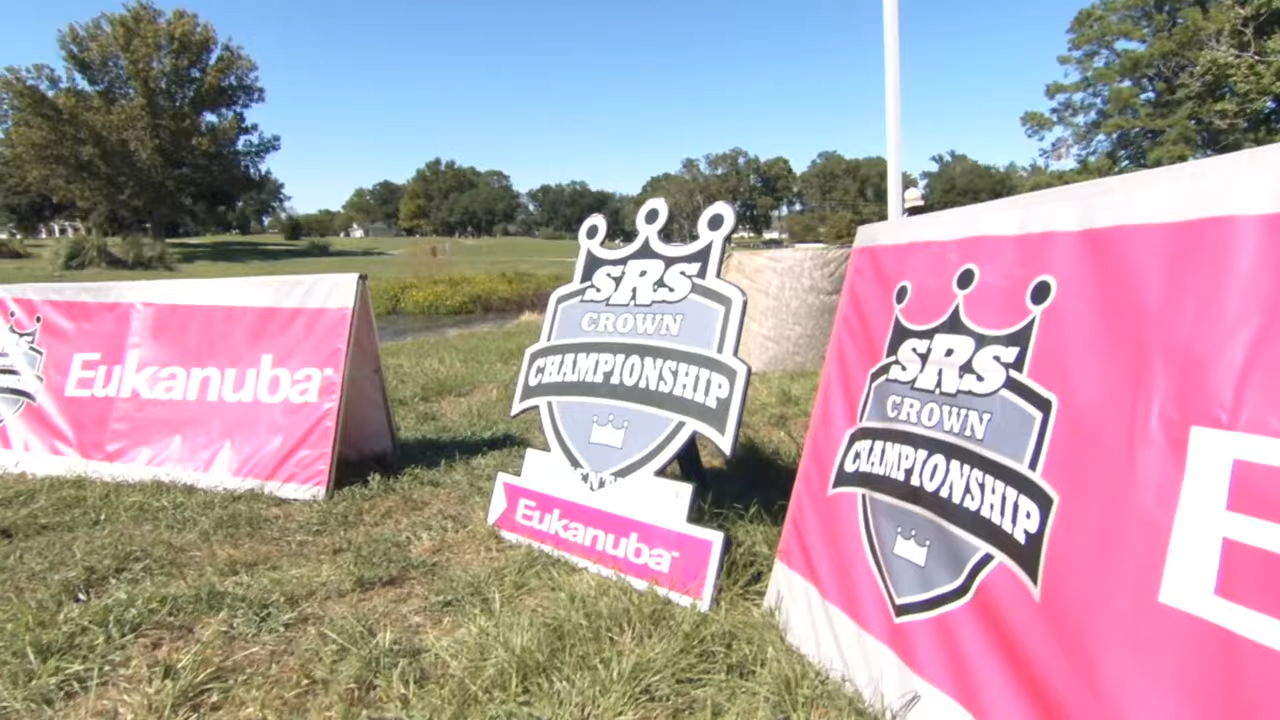 Eukanuba
SRS
CROWN
CHAMPIONSHIP
Eukanuba
SRS
CROWN
CHAMPIONSHIP
E